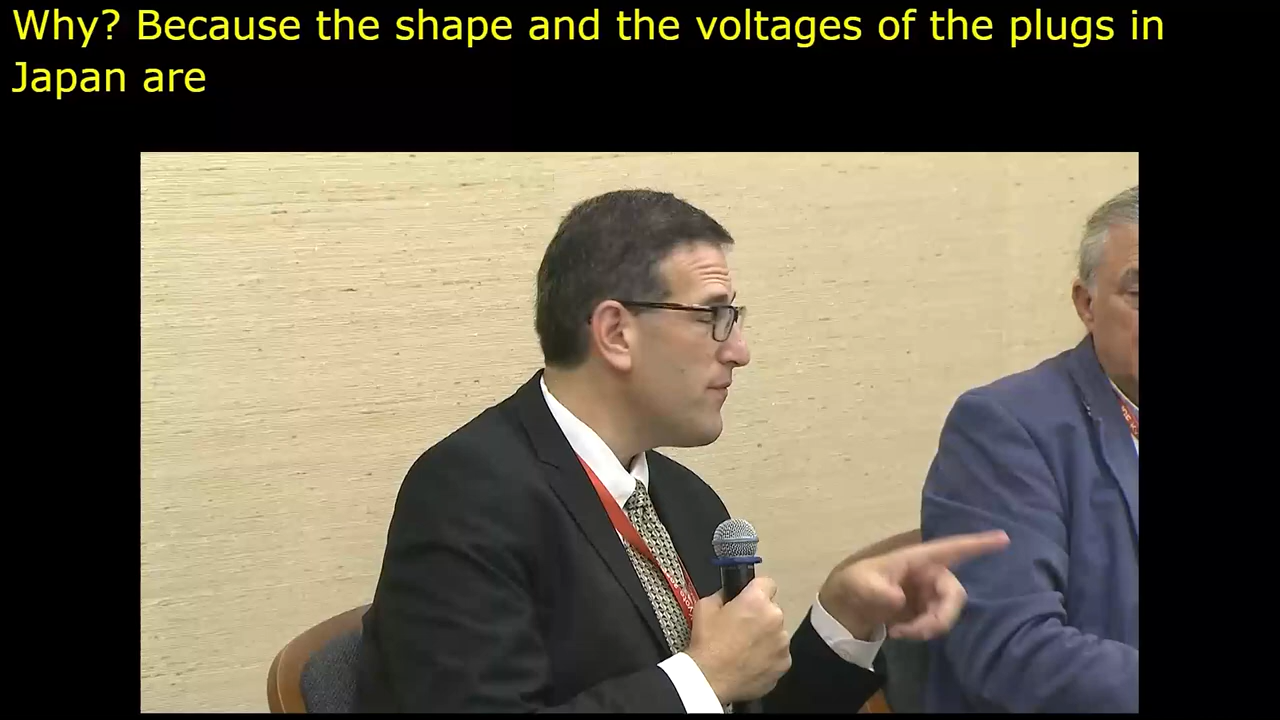 Why? Because the shape and the voltages of the plugs in
Japan are